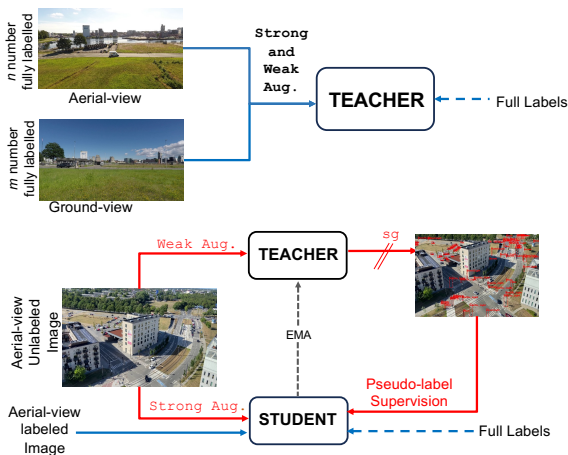 n number
fully labelled
Aerial-view
Strong
and
Weak
Aug.
TEACHER
Full Labels
m number
fully labelled
Ground-view
Weak Aug.
TEACHER
sg
Aerial-view
Unlabeled
Image
EMA
Pseudo-label
Supervision
Strong Aug.
STUDENT
Aerial-view
labeled
Image
Full Labels